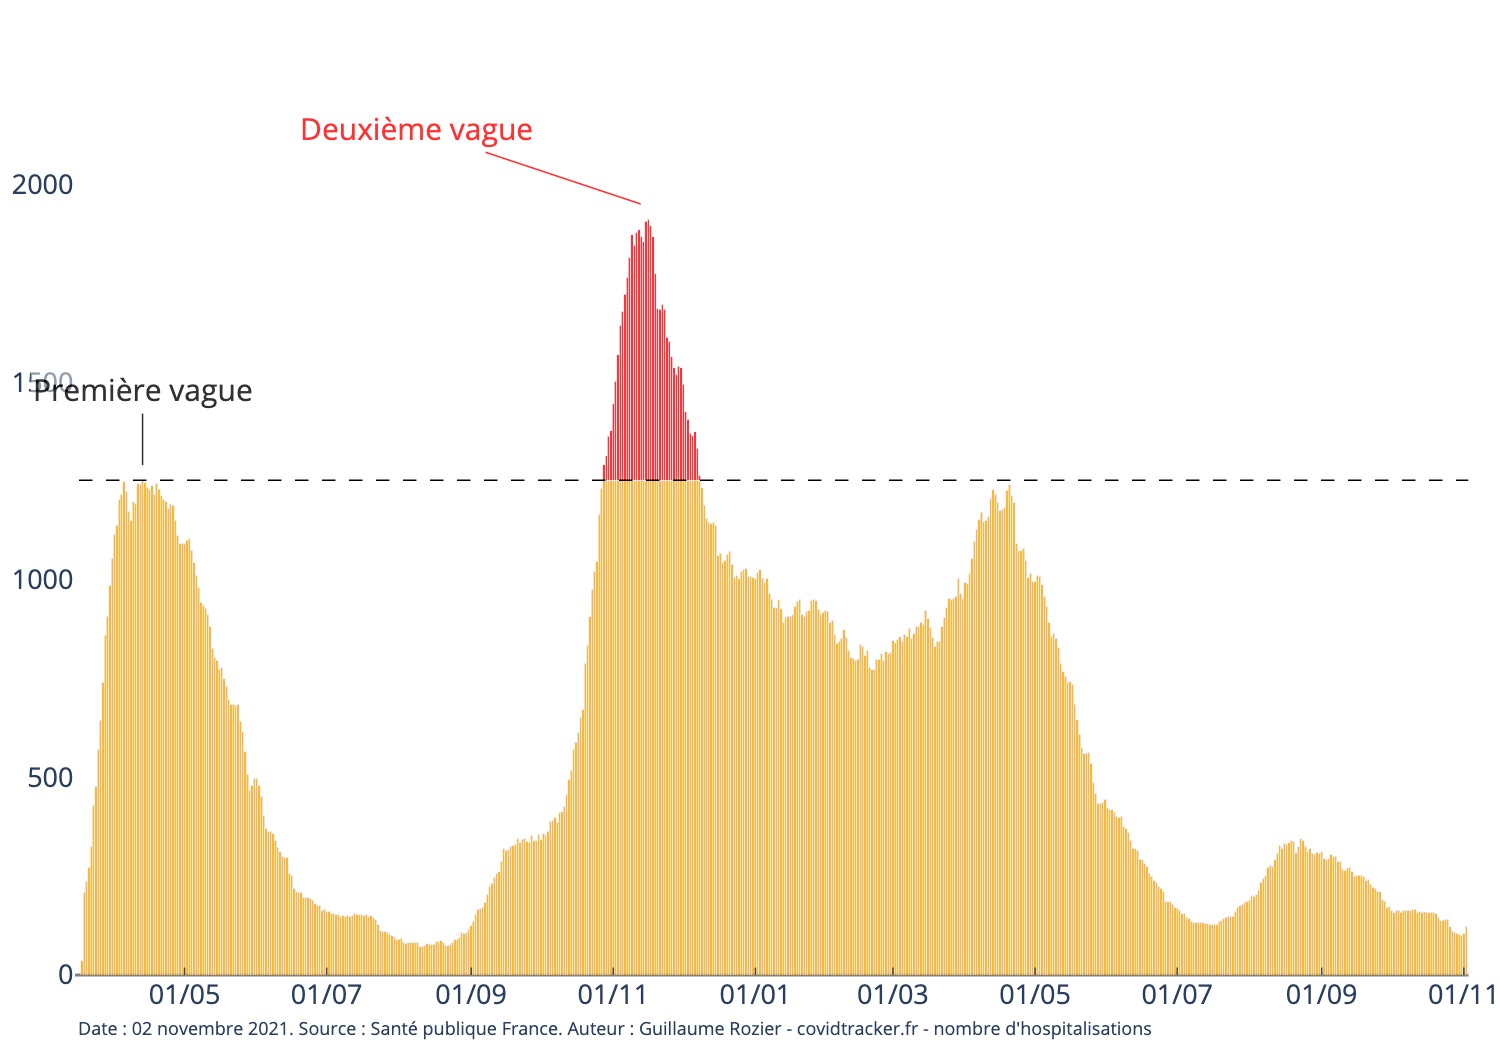 Deuxième vague
2000
1500
Première vague
1000
500
0
01/05 01/07 01/09 01/11 01/01 01/03 01/05 01/07 01/09 01/11
Date : 02 novembre 2021. Source : Santé publique France. Auteur : Guillaume Rozier - covidtracker.fr - nombre d'hospitalisations